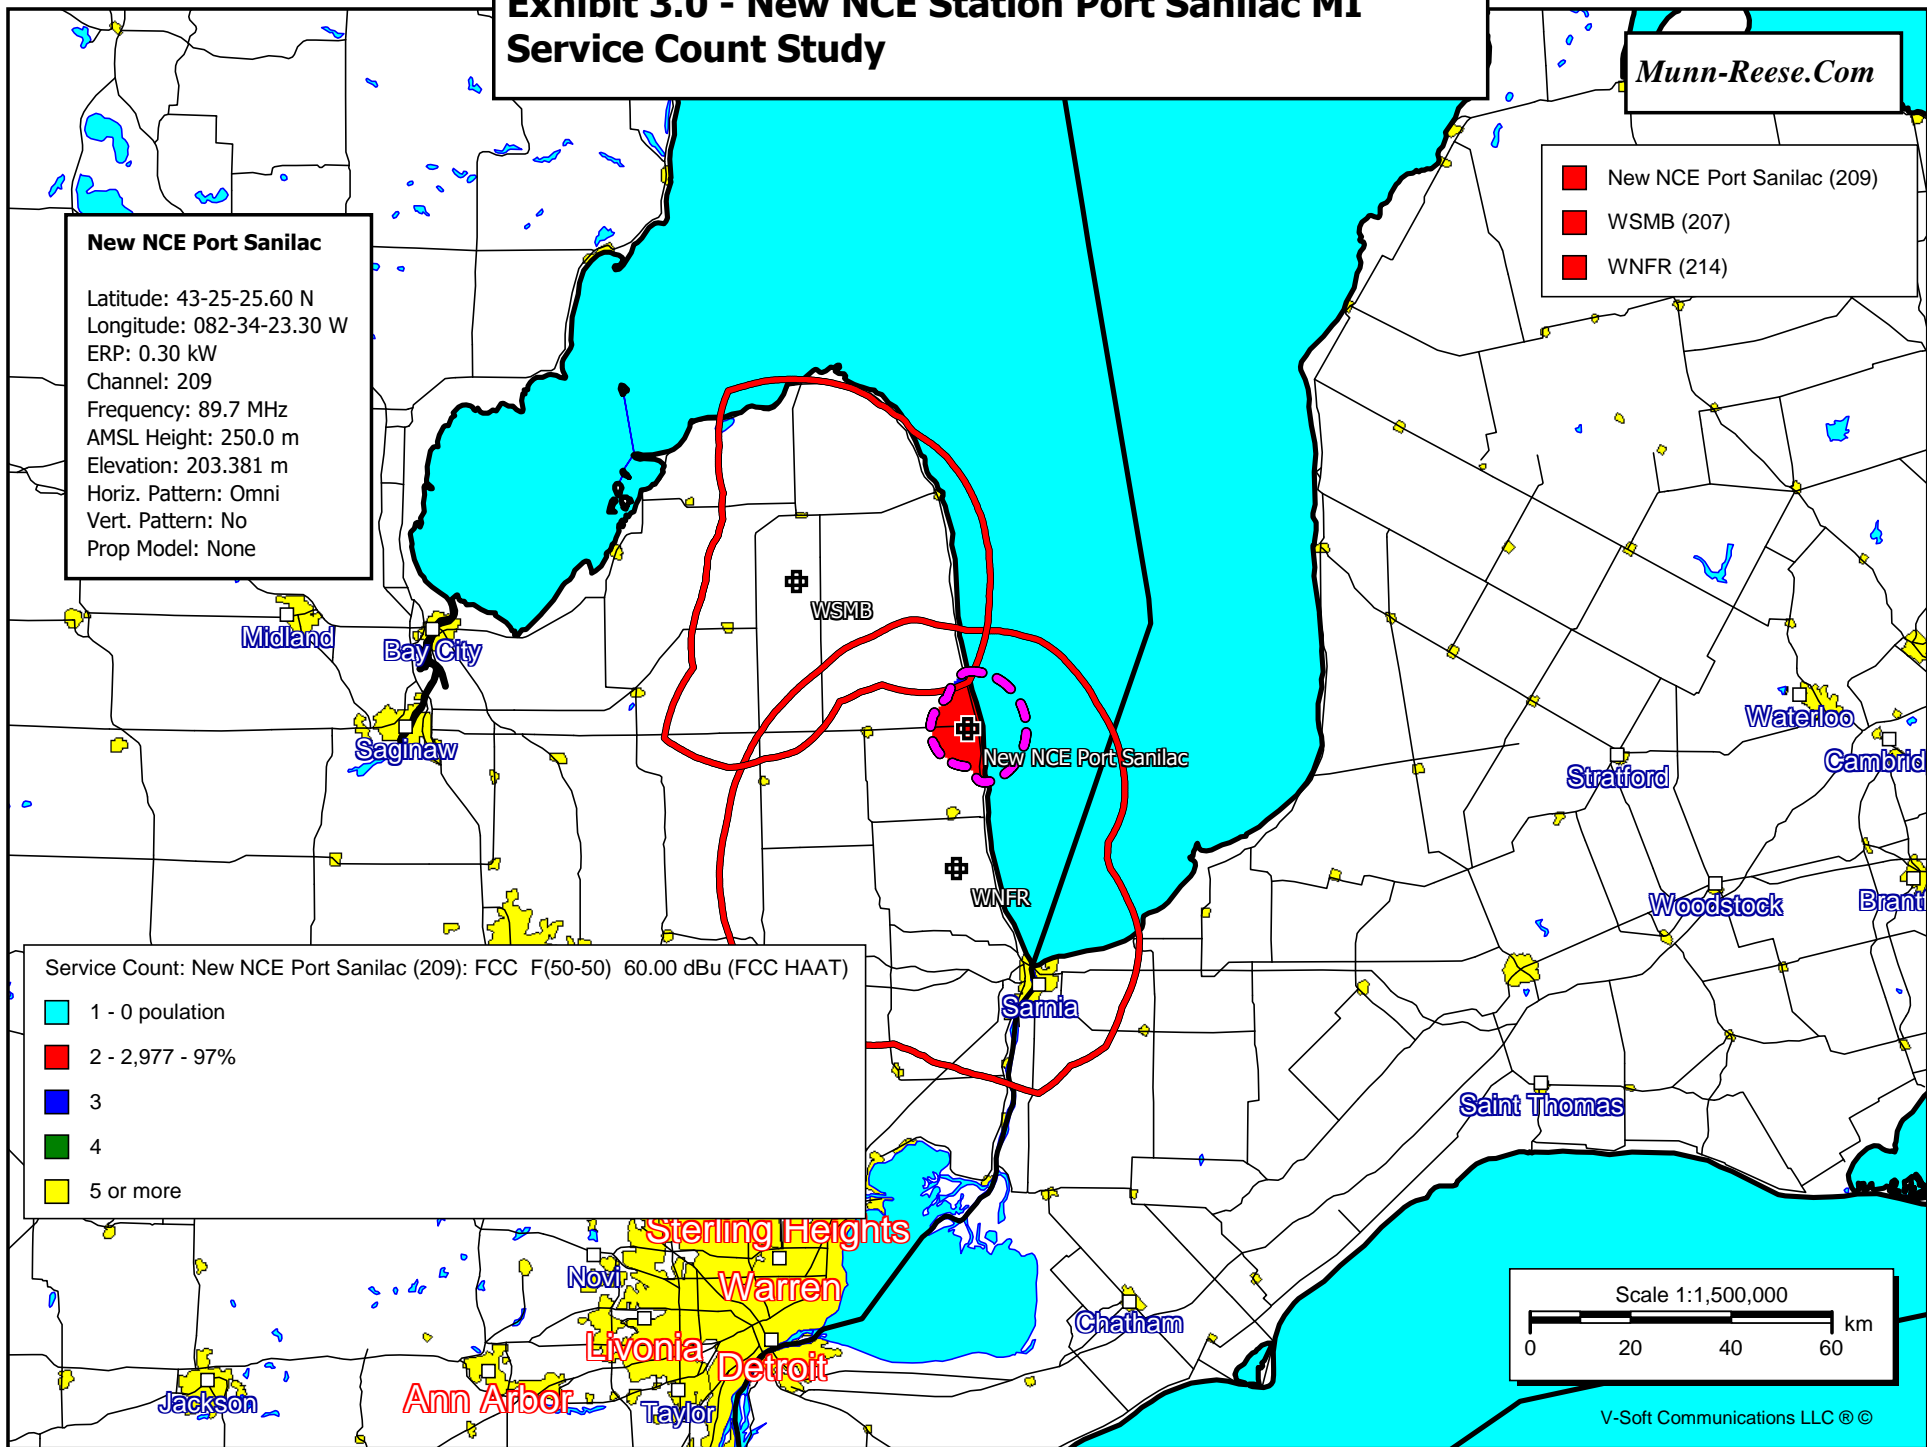 Exhibit 3.0 - New NCE Station Port Sanilac MI
Service Count Study
Munn-Reese.Com
New NCE Port Sanilac (209)
WSMB (207)
WNFR (214)
New NCE Port Sanilac
Latitude: 43-25-25.60 N
Longitude: 082-34-23.30 W
ERP: 0.30 kW
Channel: 209
Frequency: 89.7 MHz
AMSL Height: 250.0 m
Elevation: 203.381 m
Horiz. Pattern: Omni
Vert. Pattern: No
Prop Model: None
WSMB
Midland
Bay City
Saginaw
New NCE Port Sanilac
WNFR
Waterloo
Cambrid
Stratford
Woodstock
Brant
Sarnia
Saint Thomas
Service Count: New NCE Port Sanilac (209): FCC F(50-50) 60.00 dBu (FCC HAAT)
1 - 0 poulation
2 - 2,977 - 97%
3
4
5 or more
Sterling Heights
Novi
Warren
Livonia
Detroit
Chatham
Ann Arbor
Jackson
Taylor
Scale 1:1,500,000
km
0 20 40 60
V-Soft Communications LLC ® ©